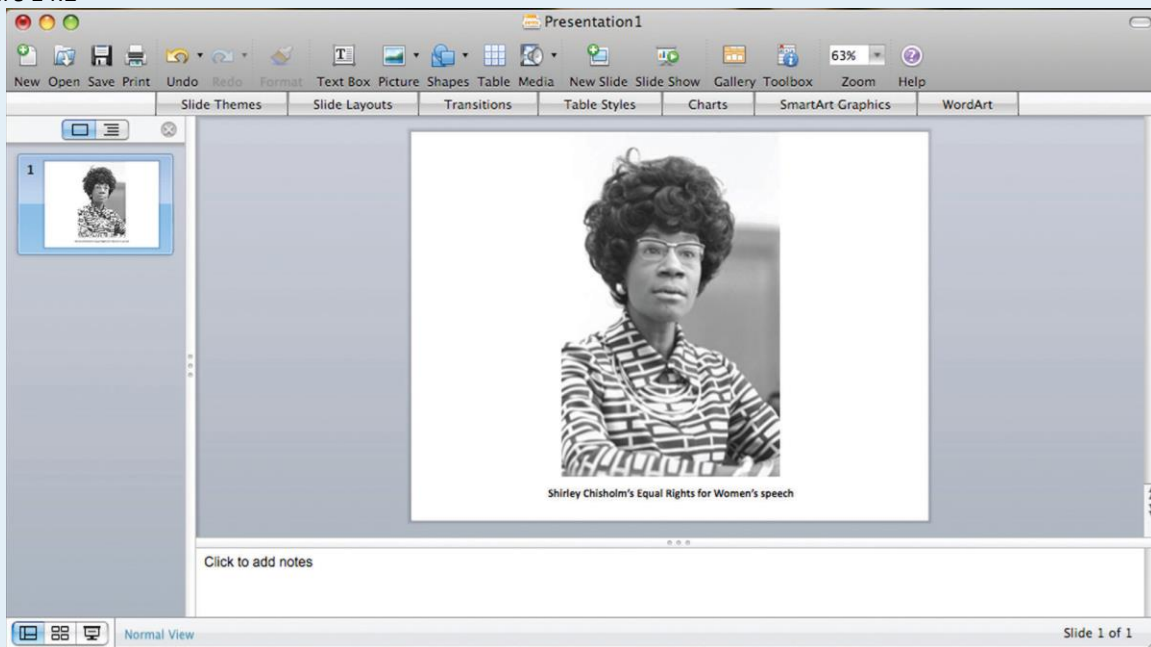 Presentation1
New Open Save Print Undo Redo Format Text Box Picture Shapes Table Media New Slide Slide Show Gallery Toolbox Zoom Help
63%
Slide Themes Slide Layouts Transitions Table Styles Charts SmartArt Graphics WordArt
1
Shirley Chisholm's Equal Rights for Women's speech
Click to add notes
Normal View
Slide 1 of 1